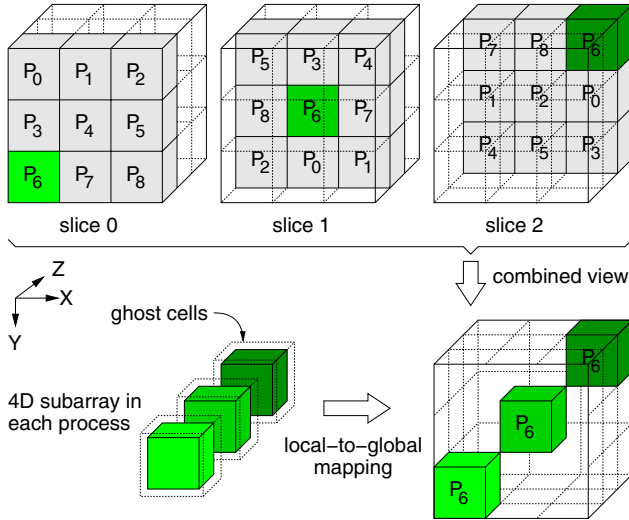 P0 P1 P2
P3 P4 P5
P6 P7 P8
slice 0
P5 P3 P4
P8 P6 P7
P2 P0 P1
slice 1
P7 P8 P6
P1 P2 P0
P4 P5 P3
slice 2
combined view
Z
X
Y
ghost cells
4D subarray in
each process
local–to–global
mapping
P6
P6
P6